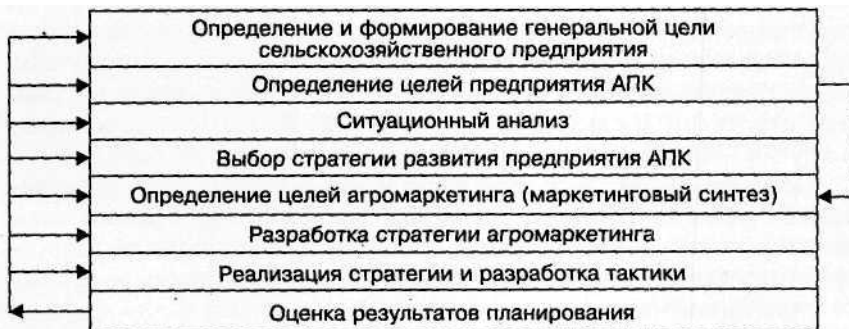 Определение и формирование генеральной цели
сельскохозяйственного предприятия
Определение целей предприятия АПК
Ситуационный анализ
Выбор стратегии развития предприятия АПК
Определение целей агромаркетинга (маркетинговый синтез)
Разработка стратегии агромаркетинга
Реализация стратегии и разработка тактики
Оценка результатов планирования